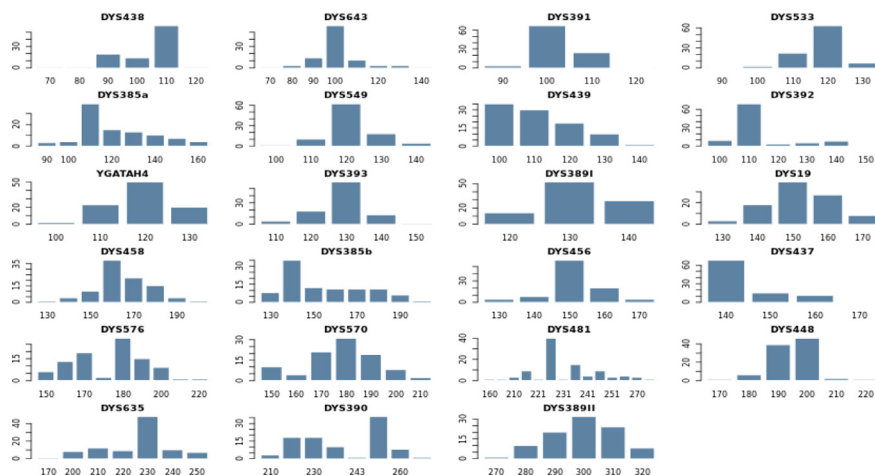 DYS438 DYS643 DYS391 DYS533
0 30 0 30 0 30 60 0 30 60
70 80 90 100 110 120 70 80 90 100 120 140 90 100 110 120 90 100 110 120 130
DYS385a DYS549 DYS439 DYS392
0 20 0 30 60 0 15 35 0 30 60
90 100 120 140 160 100 110 120 130 140 100 110 120 130 140 100 110 120 130 140 150
YGATAH4 DYS393 DYS389I DYS19
0 20 50 0 30 0 20 50 0 20
100 110 120 130 110 120 130 140 150 120 130 140 130 140 150 160 170
DYS458 DYS385b DYS456 DYS437
0 15 35 0 15 30 0 30 0 30 60
130 150 170 190 130 150 170 190 130 140 150 160 170 140 150 160 170
DYS576 DYS570 DYS481 DYS448
0 15 0 15 30 0 20 40 0 20 40
150 170 180 200 220 150 160 170 180 190 200 210 160 210 221 231 251 270 170 180 190 200 210 220
DYS635 DYS390 DYS389II
0 20 40 0 15 30 0 15 30
170 200 210 220 230 240 250 210 230 243 260 270 280 290 300 310 320